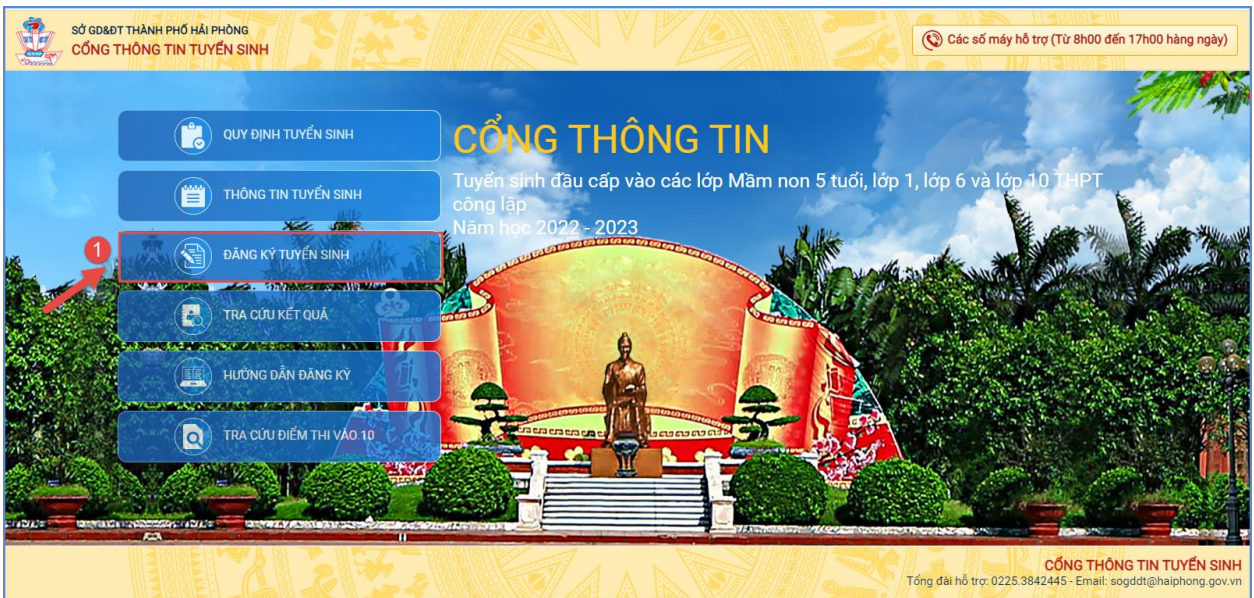 SỞ GD&ĐT THÀNH PHỐ HẢI PHÒNG
CỔNG THÔNG TIN TUYỂN SINH
Các số máy hỗ trợ (Từ 8h00 đến 17h00 hàng ngày)
QUY ĐỊNH TUYỂN SINH
THÔNG TIN TUYỂN SINH
1
ĐĂNG KÝ TUYỂN SINH
TRA CỨU KẾT QUẢ
HƯỚNG DẪN ĐĂNG KÝ
TRA CỨU ĐIỂM THI VÀO 10
CỔNG THÔNG TIN
Tuyển sinh đầu cấp vào các lớp Mầm non 5 tuổi, lớp 1, lớp 6 và lớp 10 THPT
công lập
Năm học 2022 - 2023
CỔNG THÔNG TIN TUYỂN SINH
Tổng đài hỗ trợ: 0225.3842445 - Email: sogddt@haiphong.gov.vn